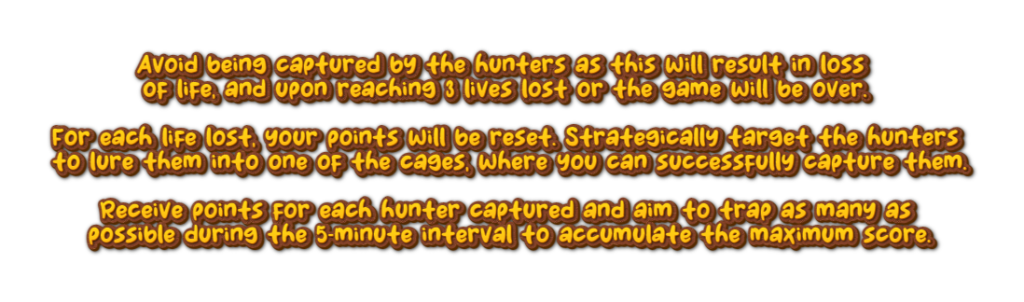 Avoid being captured by the hunters as this will result in loss
of life, and upon reaching 3 lives lost or the game will be over.
For each life lost, your points will be reset. Strategically target the hunters
to lure them into one of the cages, where you can successfully capture them.
Receive points for each hunter captured and aim to trap as many as
possible during the 5-minute interval to accumulate the maximum score.